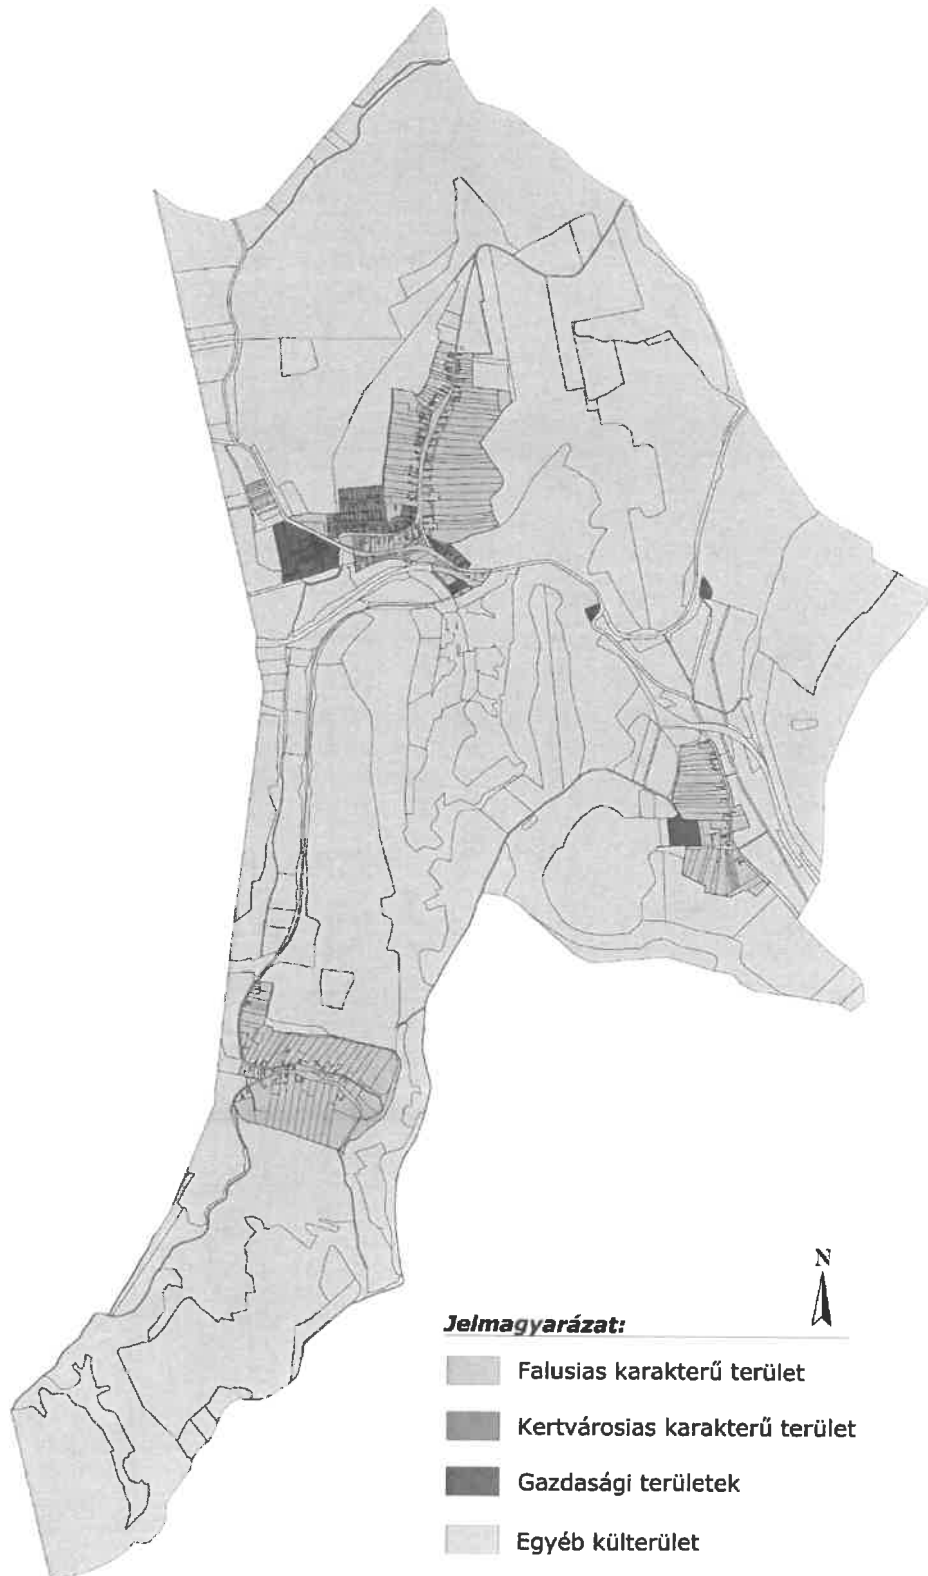 N
Jelmagyarázat:
Falusias karakterű terület
Kertvárosias karakterű terület
Gazdasági területek
Egyéb külterület